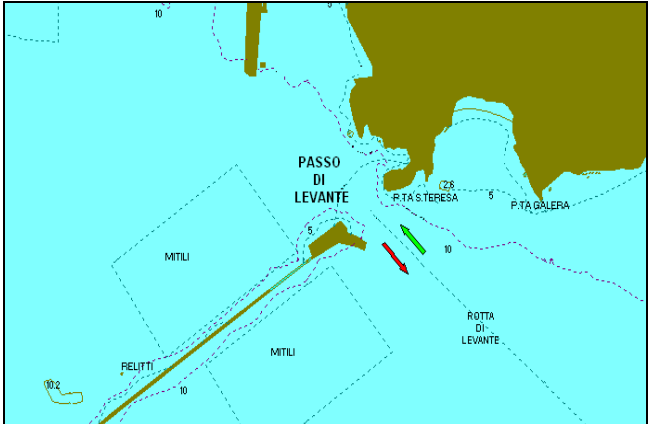 10
PASSO
DI
LEVANTE
2.6
P.TA S.TERESA
5
P.TA GALERA
5
10
MITILI
ROTTA
DI
LEVANTE
MITILI
RELITTI
10.2
10